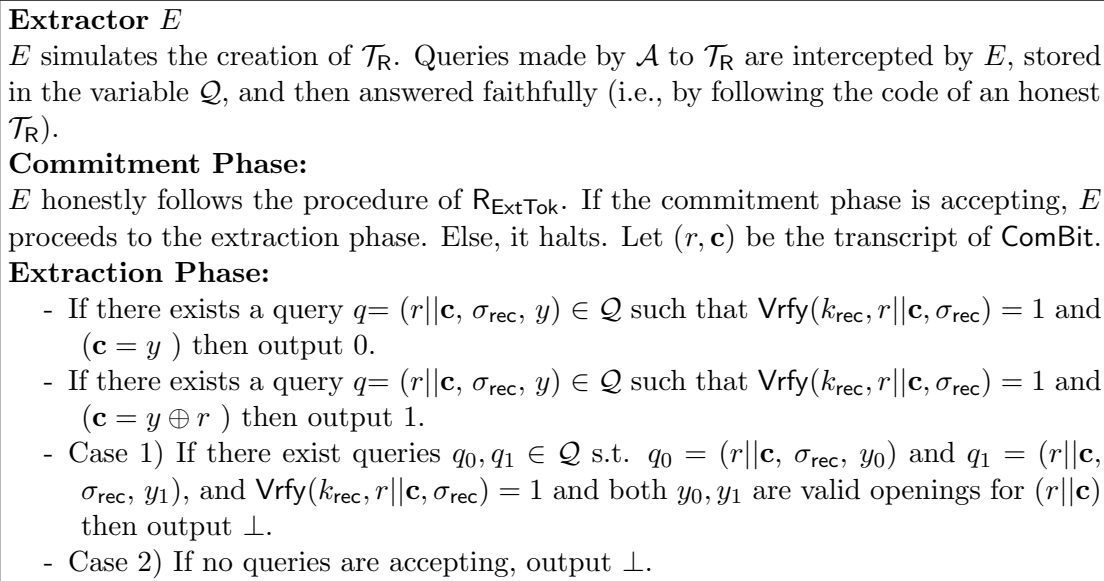 Extractor E
E simulates the creation of 𝒯_R. Queries made by 𝒜 to 𝒯_R are intercepted by E, stored
in the variable 𝒬, and then answered faithfully (i.e., by following the code of an honest
𝒯_R).
Commitment Phase:
E honestly follows the procedure of R_ExtTok. If the commitment phase is accepting, E
proceeds to the extraction phase. Else, it halts. Let (r, c) be the transcript of ComBit.
Extraction Phase:
- If there exists a query q= (r||c, σ_rec, y) ∈ 𝒬 such that Vrfy(k_rec, r||c, σ_rec) = 1 and
(c = y ) then output 0.
- If there exists a query q= (r||c, σ_rec, y) ∈ 𝒬 such that Vrfy(k_rec, r||c, σ_rec) = 1 and
(c = y ⊕ r ) then output 1.
- Case 1) If there exist queries q_0, q_1 ∈ 𝒬 s.t. q_0 = (r||c, σ_rec, y_0) and q_1 = (r||c,
σ_rec, y_1), and Vrfy(k_rec, r||c, σ_rec) = 1 and both y_0, y_1 are valid openings for (r||c)
then output ⊥.
- Case 2) If no queries are accepting, output ⊥.